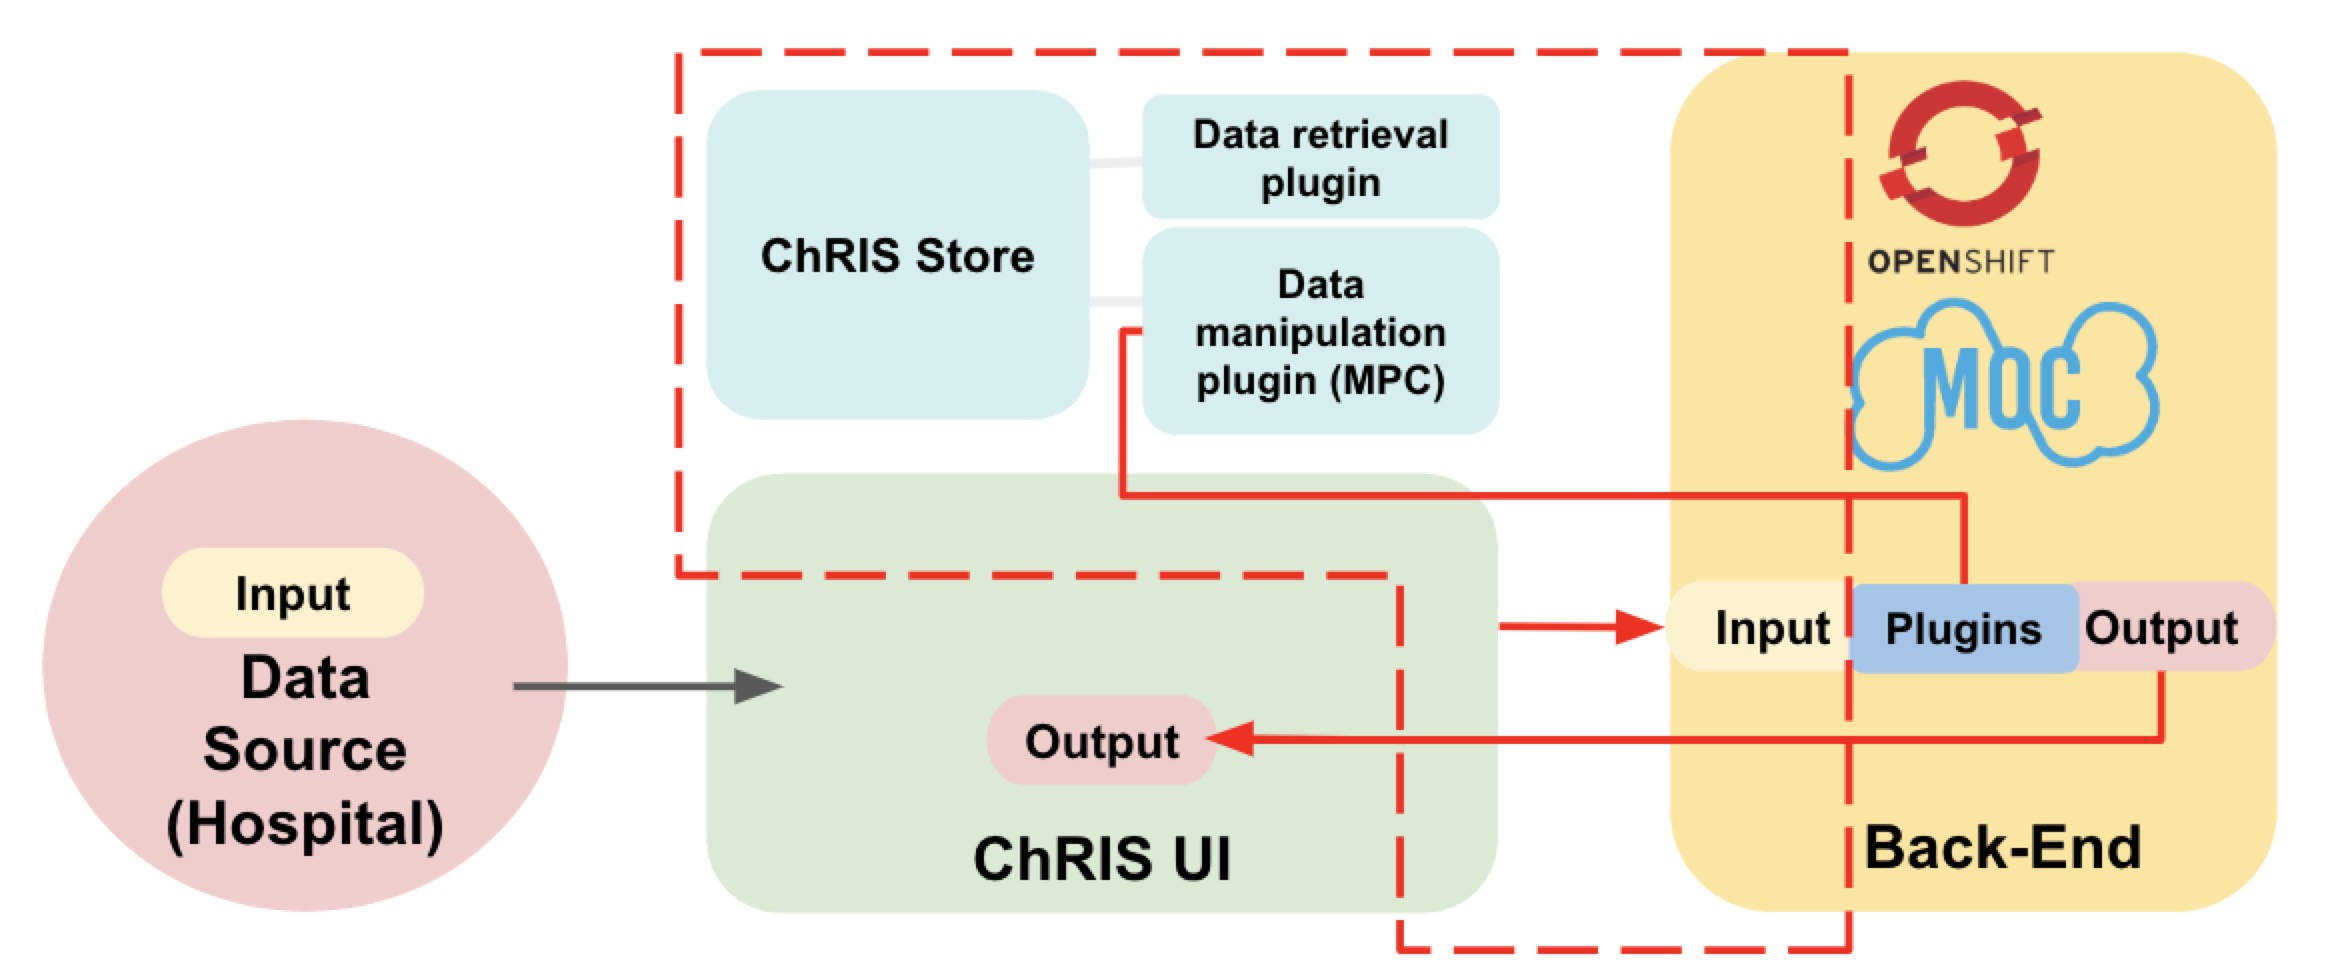 ChRIS Store
Data retrieval
plugin
Data
manipulation
plugin (MPC)
OPENSHIFT
MOC
Input
Data
Source
(Hospital)
Output
ChRIS UI
Input
Plugins
Output
Back-End